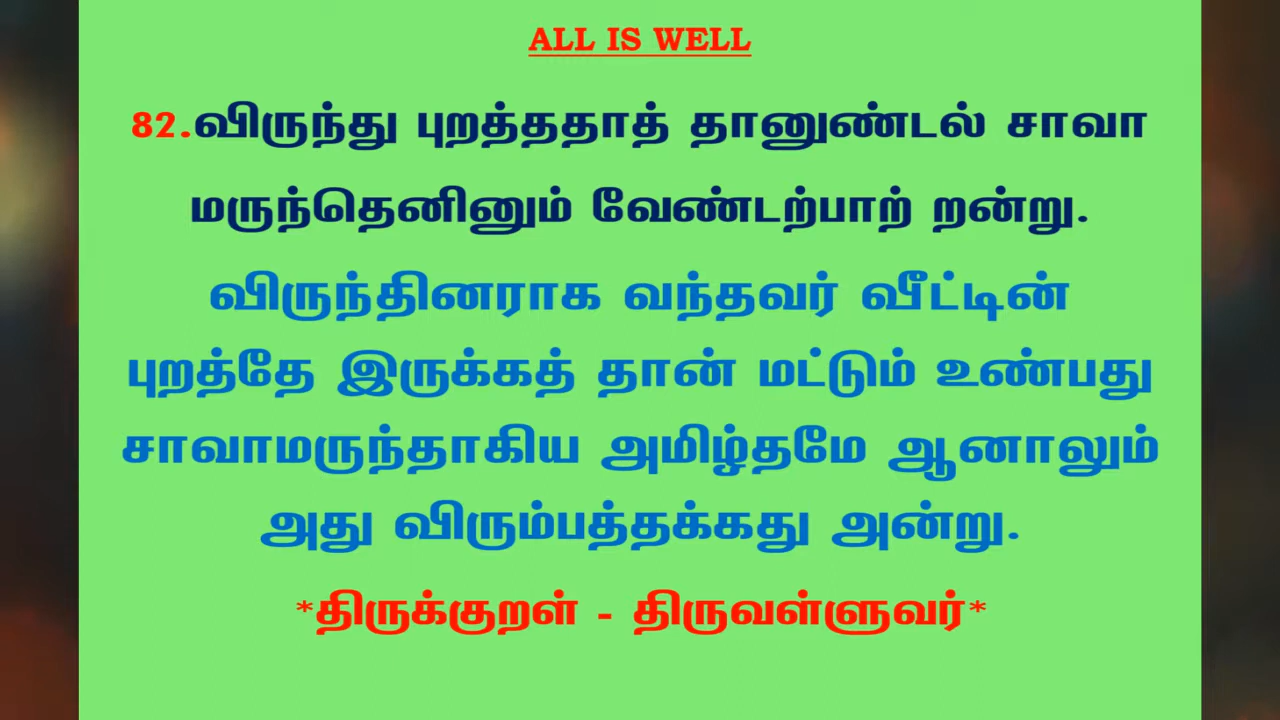 ALL IS WELL
82.விருந்து புறத்ததாத் தானுண்டல் சாவா
மருந்தெனினும் வேண்டற்பாற் றன்று.
விருந்தினராக வந்தவர் வீட்டின்
புறத்தே இருக்கத் தான் மட்டும் உண்பது
சாவாமருந்தாகிய அமிழ்தமே ஆனாலும்
அது விரும்பத்தக்கது அன்று.
*திருக்குறள் - திருவள்ளுவர்*